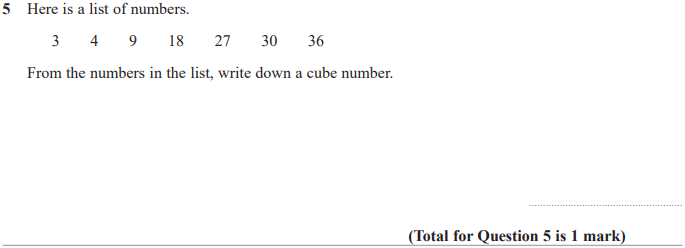 5 Here is a list of numbers.
3 4 9 18 27 30 36
From the numbers in the list, write down a cube number.
(Total for Question 5 is 1 mark)